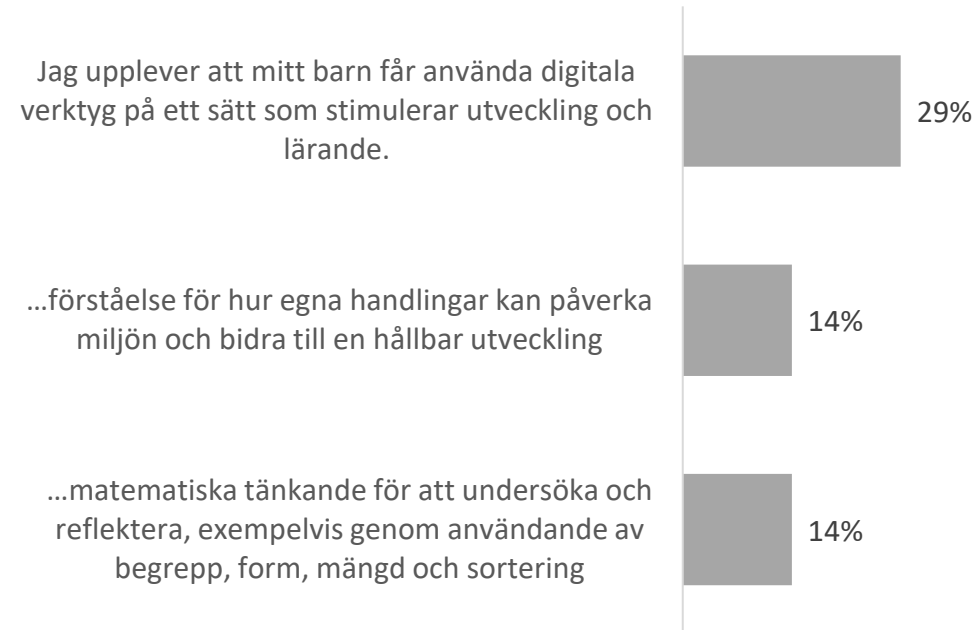 Jag upplever att mitt barn får använda digitala
verktyg på ett sätt som stimulerar utveckling och
lärande.
29%
…förståelse för hur egna handlingar kan påverka
miljön och bidra till en hållbar utveckling
14%
…matematiska tänkande för att undersöka och
reflektera, exempelvis genom användande av
begrepp, form, mängd och sortering
14%